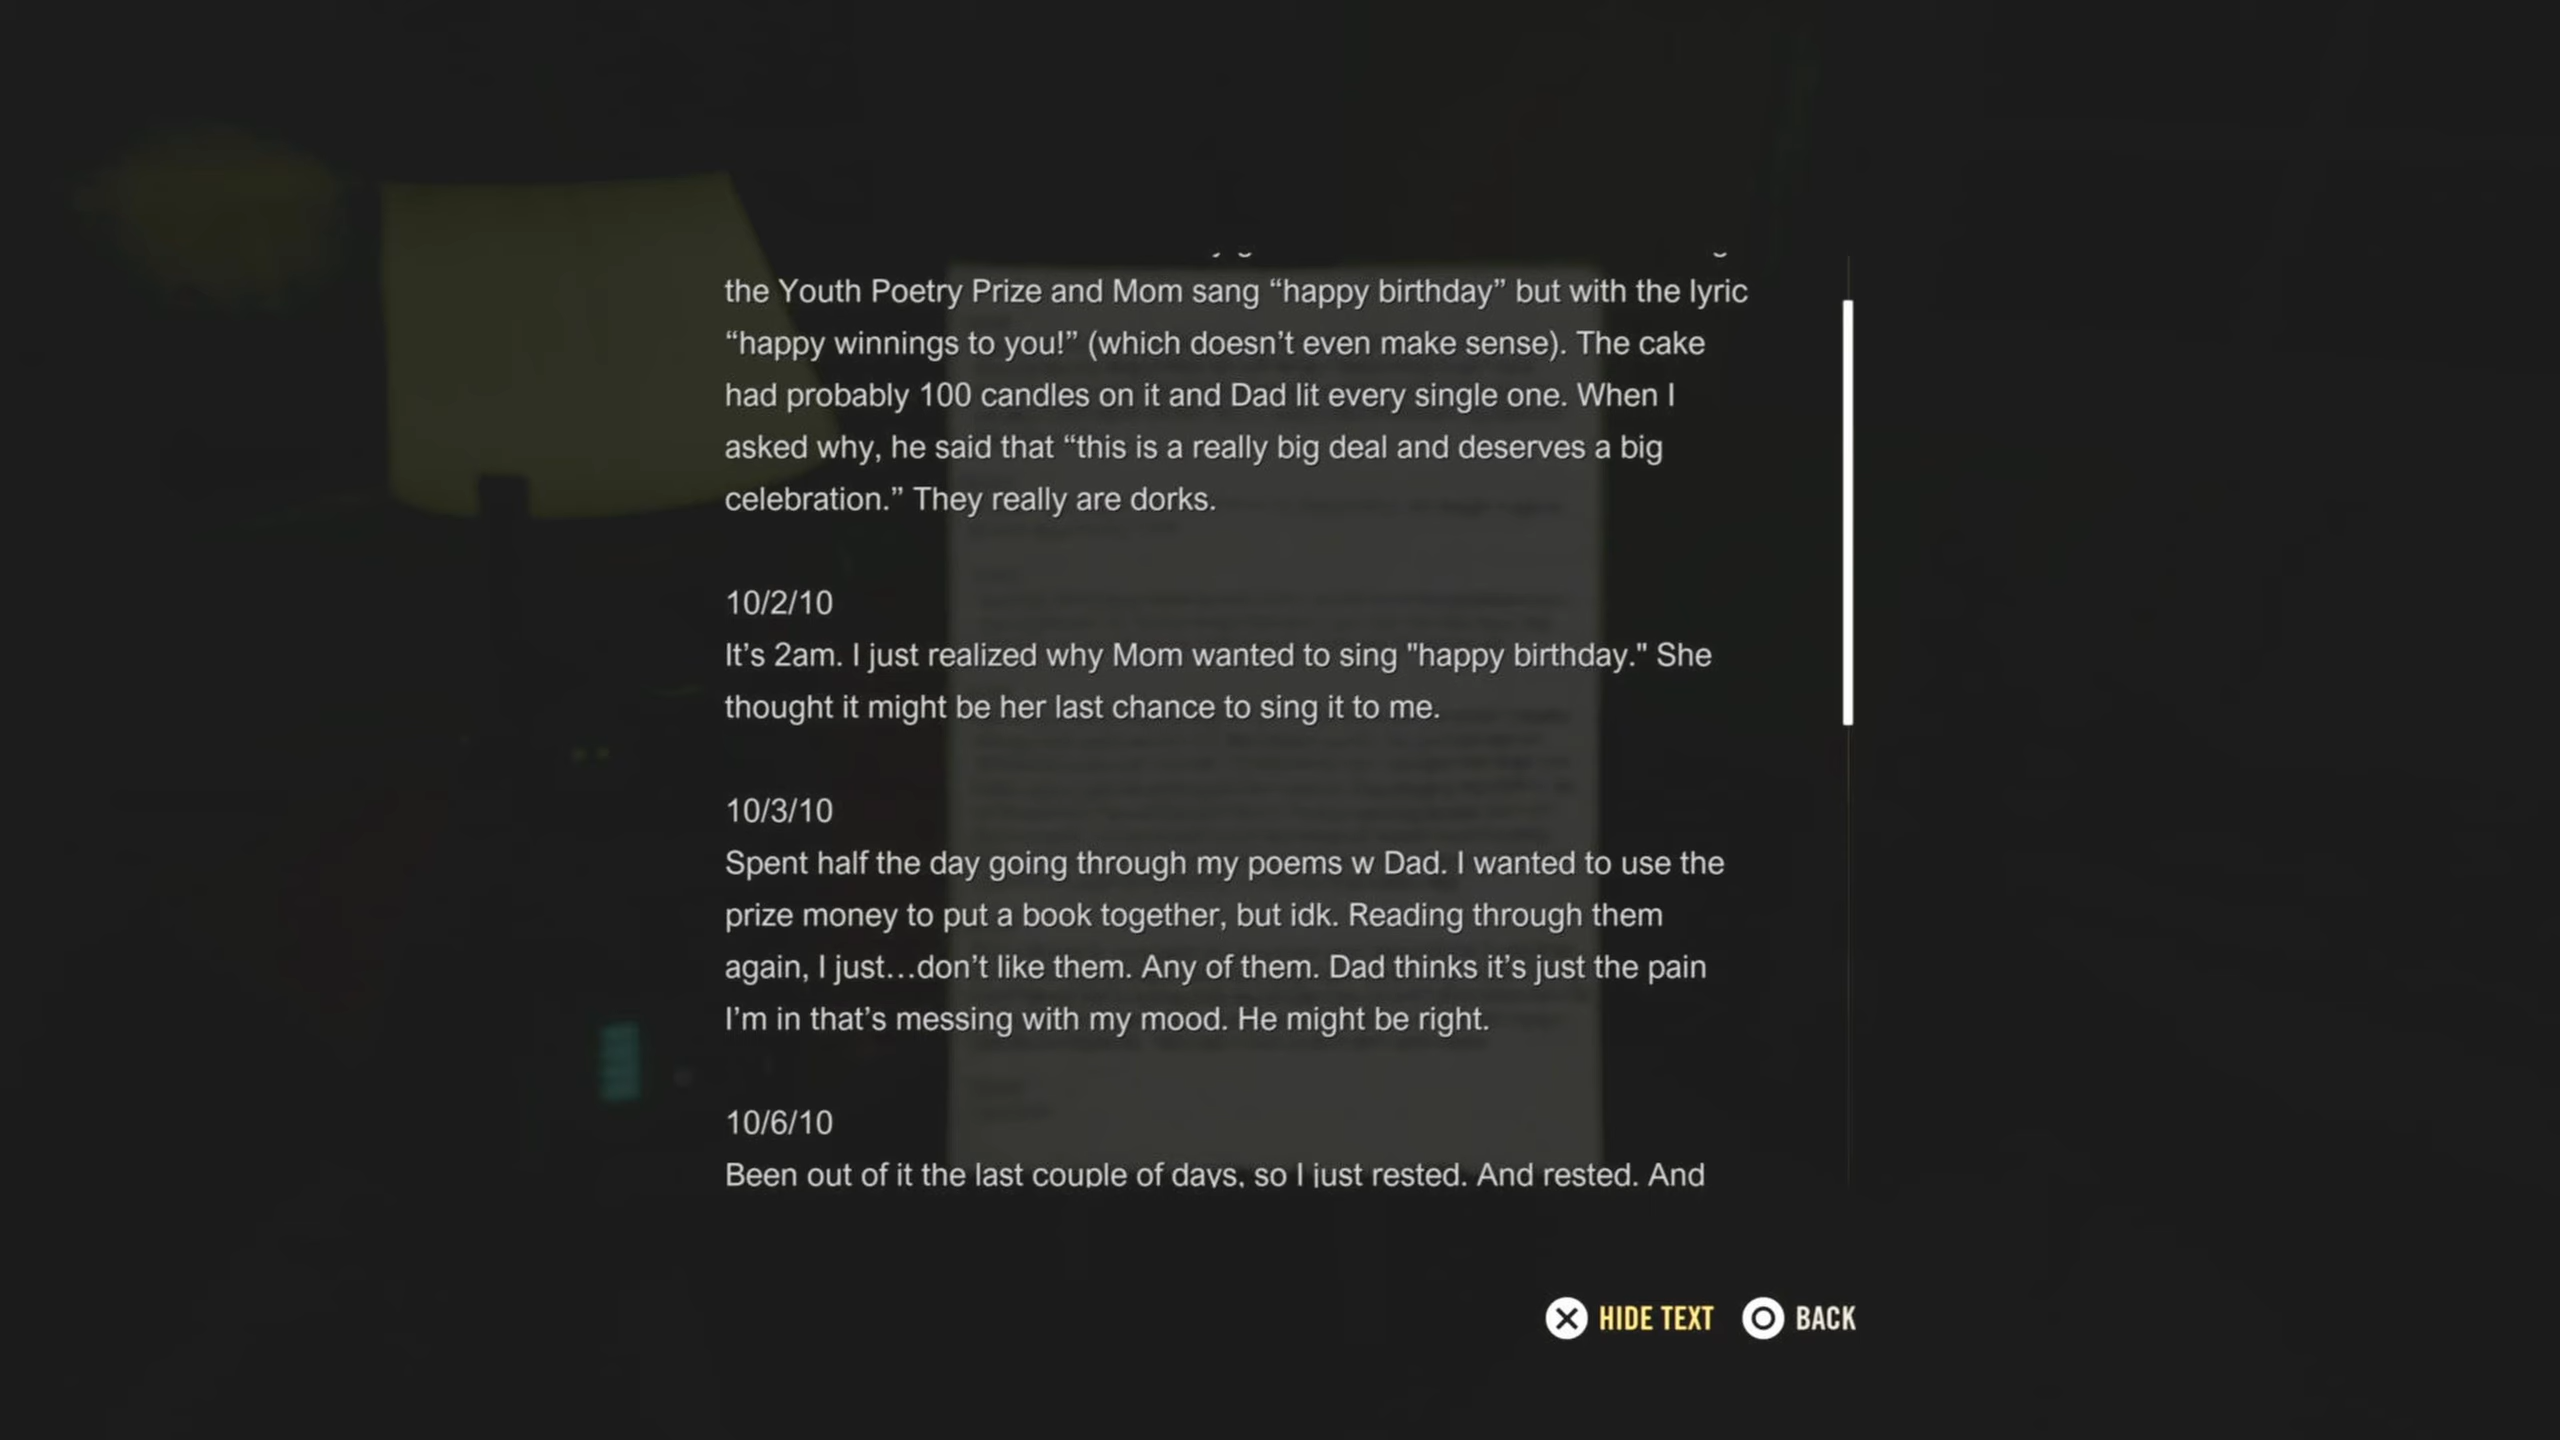 the Youth Poetry Prize and Mom sang “happy birthday” but with the lyric
“happy winnings to you!” (which doesn’t even make sense). The cake
had probably 100 candles on it and Dad lit every single one. When I
asked why, he said that “this is a really big deal and deserves a big
celebration.” They really are dorks.
10/2/10
It’s 2am. I just realized why Mom wanted to sing "happy birthday." She
thought it might be her last chance to sing it to me.
10/3/10
Spent half the day going through my poems w Dad. I wanted to use the
prize money to put a book together, but idk. Reading through them
again, I just…don’t like them. Any of them. Dad thinks it’s just the pain
I’m in that’s messing with my mood. He might be right.
10/6/10
Been out of it the last couple of days, so I just rested. And rested. And
HIDE TEXT BACK